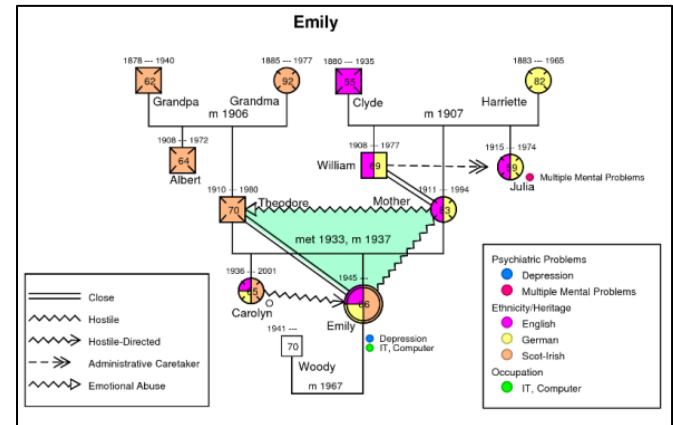 Emily
1878 --- 1940
1885 --- 1977
1880 --- 1935
1883 --- 1965
62
92
55
82
Grandpa
Grandma
Clyde
Harriette
m 1906
m 1907
1908 --- 1972
1908 --- 1977
1915 --- 1974
64
69
59
William
Albert
Julia
Multiple Mental Problems
1910 --- 1980
1911 --- 1994
Theodore
Mother
70
83
met 1933, m 1937
1936 --- 2001
1945 ---
65
66
Carolyn
Emily
1941 ---
Depression
IT, Computer
70
Woody
m 1967
Close
Hostile
Hostile-Directed
Administrative Caretaker
Emotional Abuse
Psychiatric Problems
Depression
Multiple Mental Problems
Ethnicity/Heritage
English
German
Scot-Irish
Occupation
IT, Computer